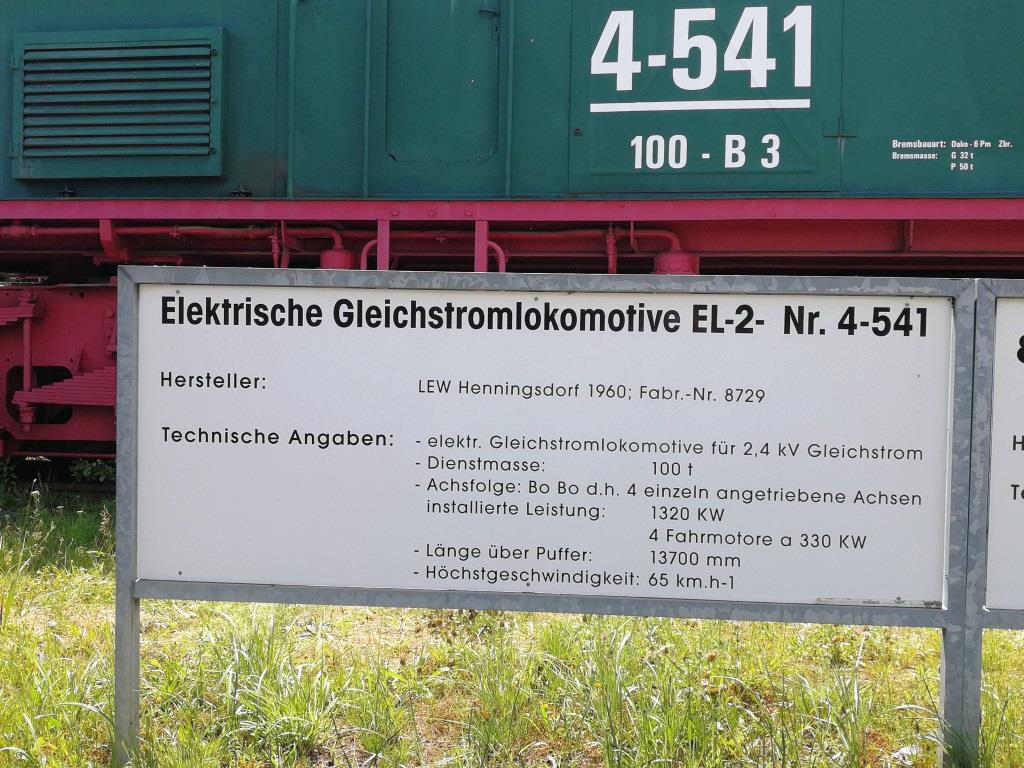 4-541
100 - B 3
Bremsbauart: Dako - 6 Pm Zbr.
Bremsmasse: G 32 t
P 50 t
Elektrische Gleichstromlokomotive EL-2- Nr. 4-541
Hersteller: LEW Henningsdorf 1960; Fabr.-Nr. 8729
Technische Angaben: - elektr. Gleichstromlokomotive für 2,4 kV Gleichstrom
- Dienstmasse: 100 t
- Achsfolge: Bo Bo d.h. 4 einzeln angetriebene Achsen
installierte Leistung: 1320 KW
4 Fahrmotore a 330 KW
- Länge über Puffer: 13700 mm
- Höchstgeschwindigkeit: 65 km.h-1